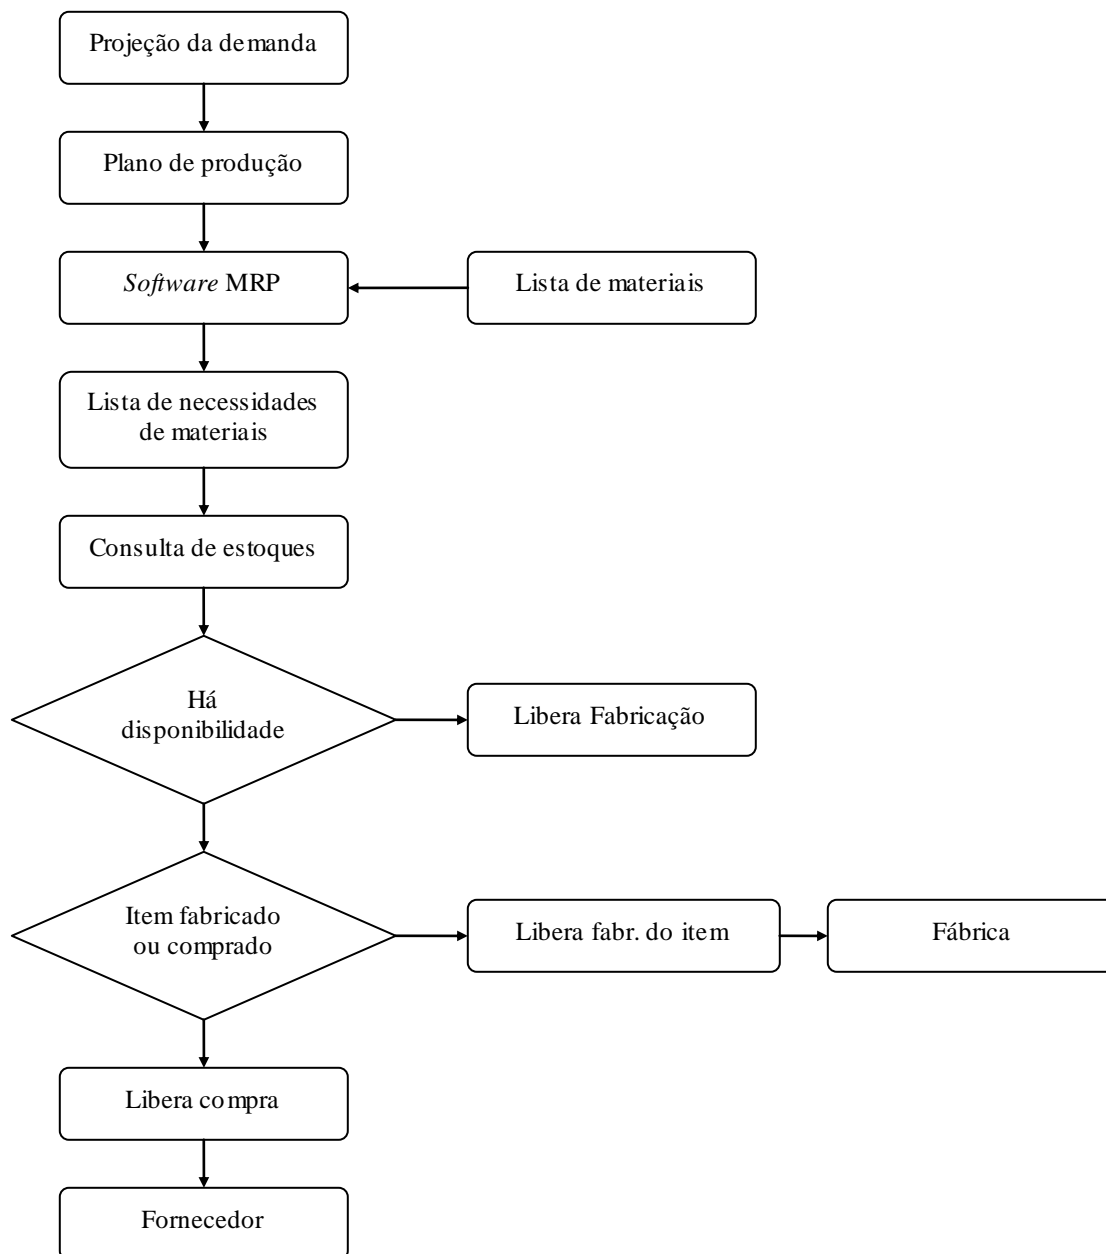 Projeção da demanda
Plano de produção
Software MRP
Lista de materiais
Lista de necessidades
de materiais
Consulta de estoques
Há
disponibilidade
Libera Fabricação
Item fabricado
ou comprado
Libera fabr. do item
Fábrica
Libera compra
Fornecedor